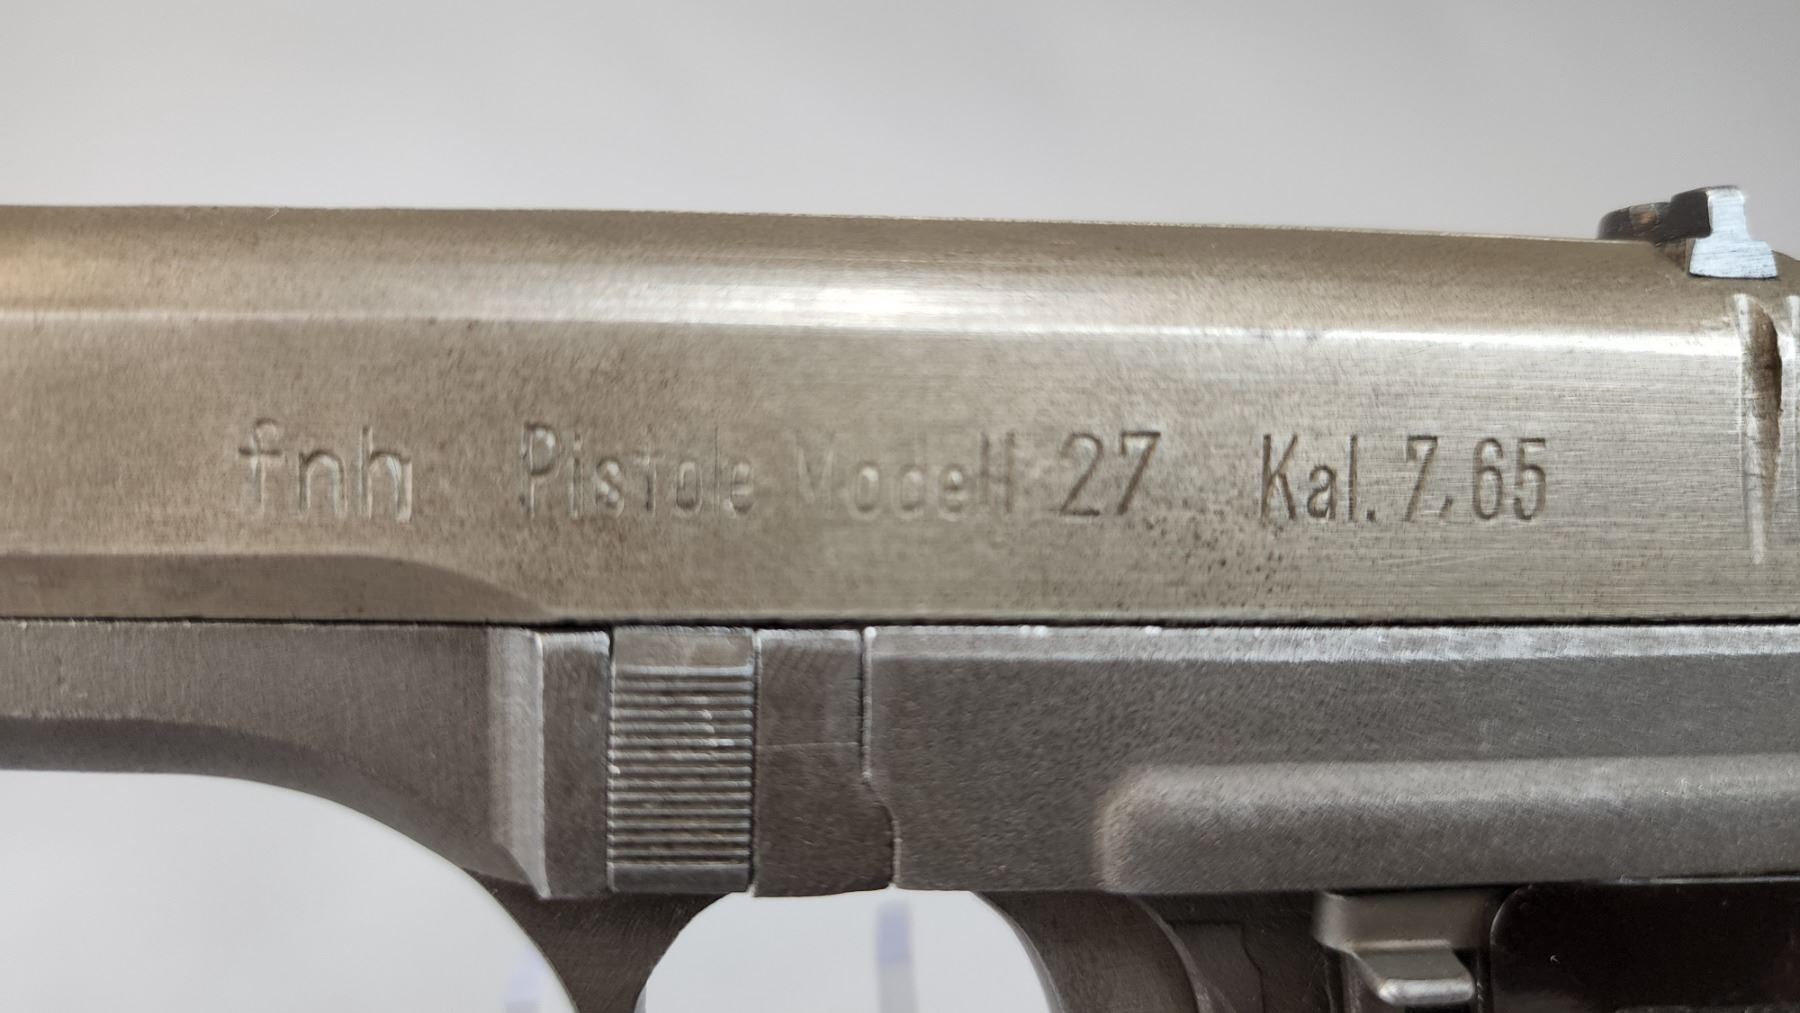 fnh Pistole Modell 27 Kal. 7,65